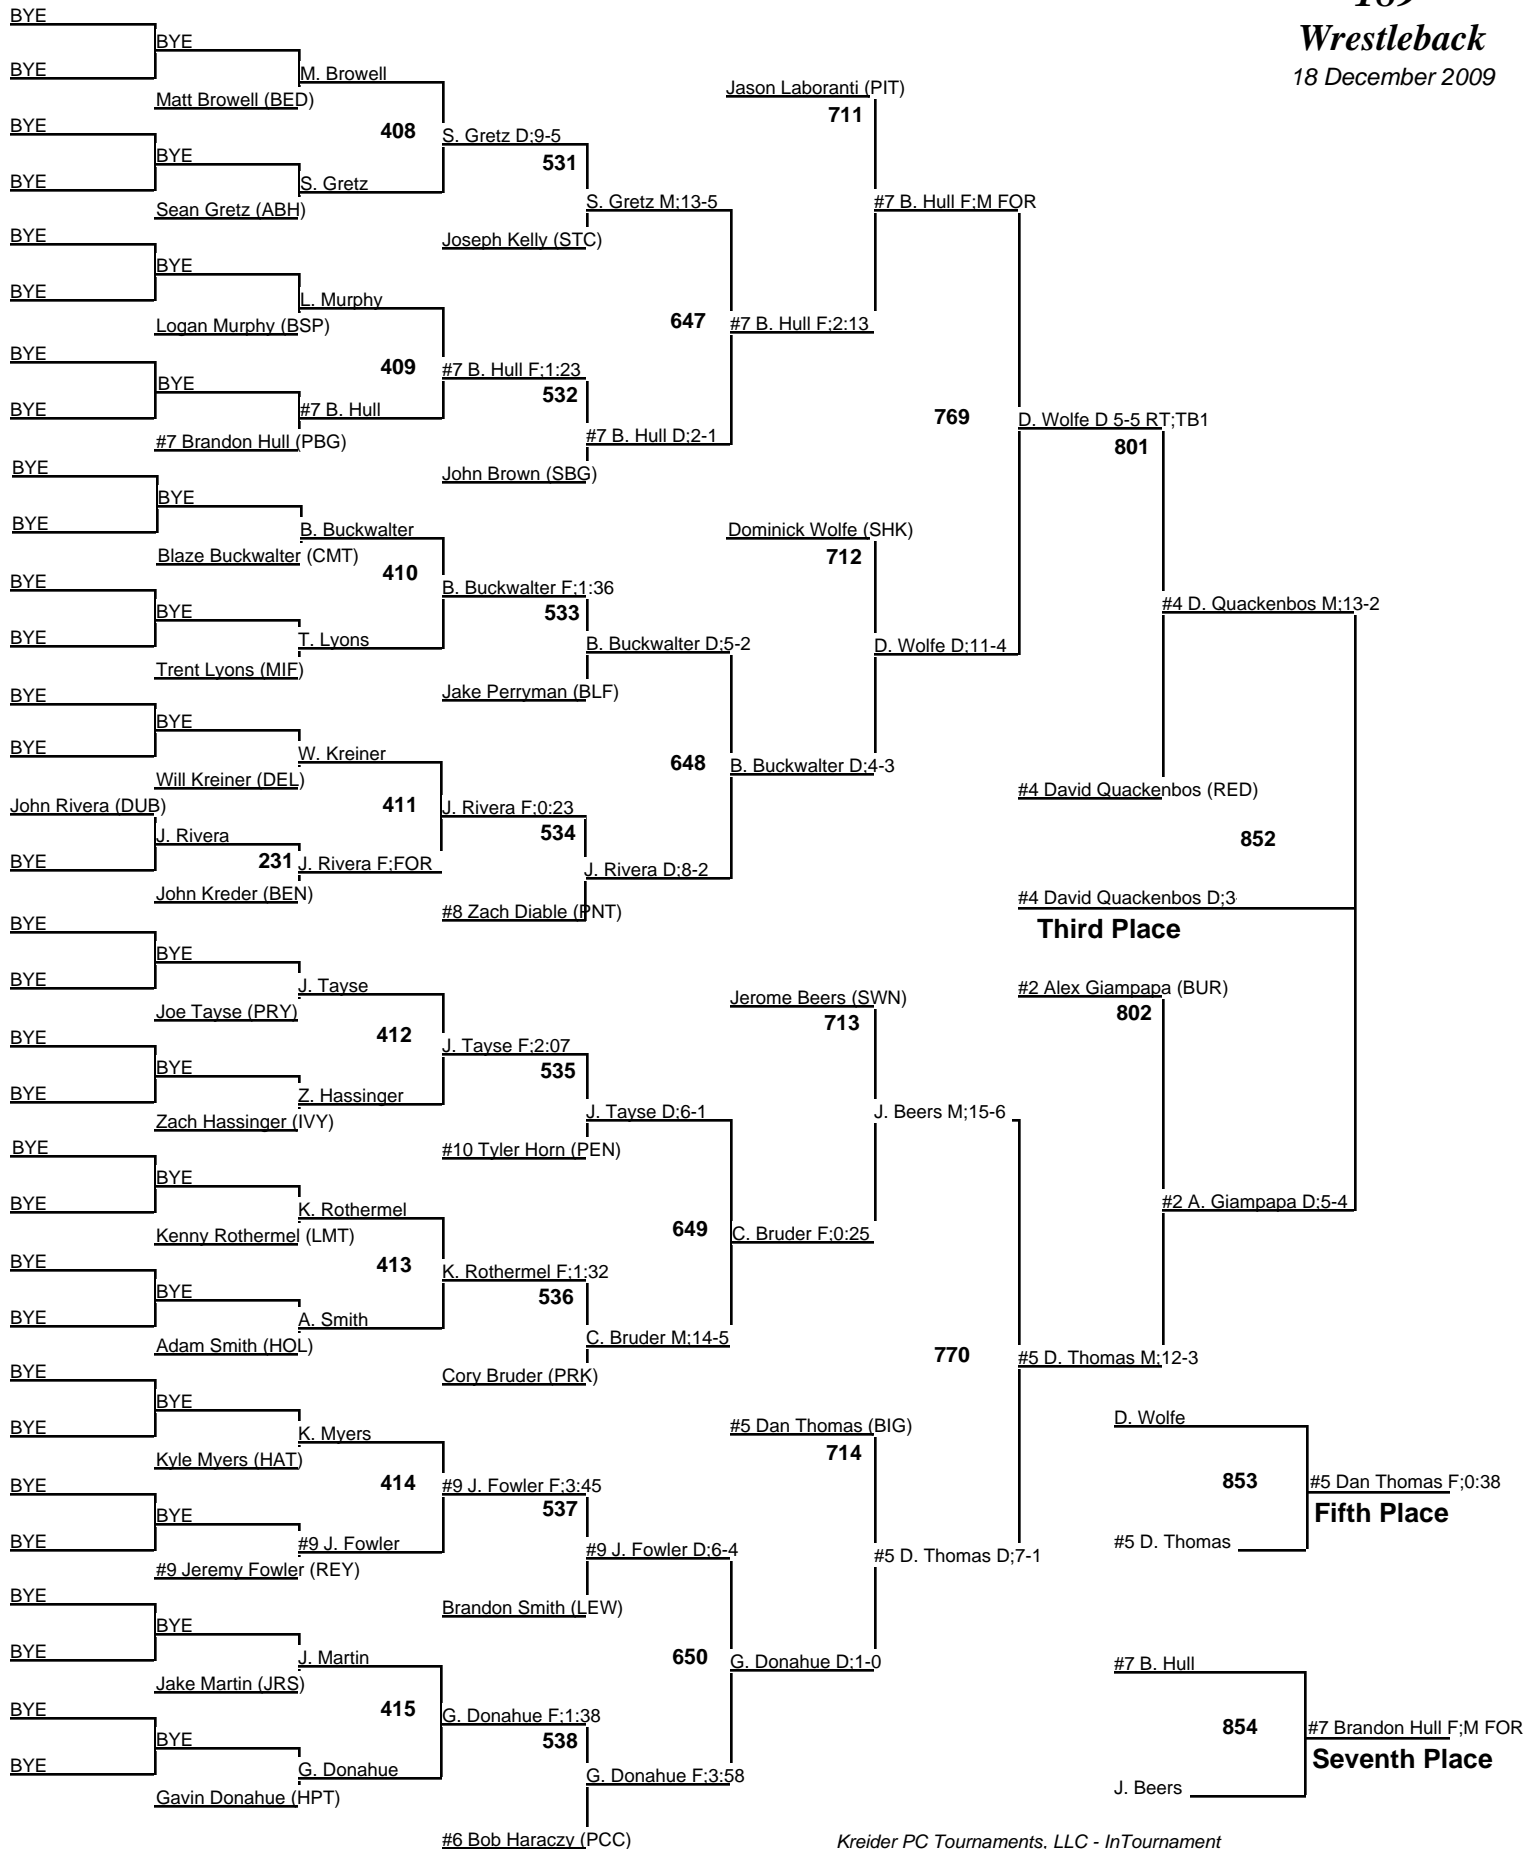 189
Wrestleback
18 December 2009
BYE
BYE
BYE
M. Browell
Matt Browell (BED)
408
BYE
BYE
BYE
S. Gretz
Sean Gretz (ABH)
S. Gretz D;9-5
531
S. Gretz M;13-5
Joseph Kelly (STC)
BYE
BYE
BYE
L. Murphy
Logan Murphy (BSP)
409
BYE
BYE
BYE
#7 B. Hull
#7 Brandon Hull (PBG)
#7 B. Hull F;1:23
532
#7 B. Hull D;2-1
John Brown (SBG)
647
#7 B. Hull F;2:13
Jason Laboranti (PIT)
711
#7 B. Hull F;M FOR
BYE
BYE
BYE
B. Buckwalter
Blaze Buckwalter (CMT)
410
BYE
BYE
BYE
T. Lyons
Trent Lyons (MIF)
B. Buckwalter F;1:36
533
B. Buckwalter D;5-2
Jake Perryman (BLF)
BYE
BYE
BYE
W. Kreiner
Will Kreiner (DEL)
411
John Rivera (DUB)
J. Rivera
BYE
231
J. Rivera F;FOR
John Kreder (BEN)
J. Rivera F;0:23
534
J. Rivera D;8-2
#8 Zach Diable (PNT)
648
B. Buckwalter D;4-3
Dominick Wolfe (SHK)
712
D. Wolfe D;11-4
769
D. Wolfe D 5-5 RT;TB1
801
#4 D. Quackenbos M;13-2
#4 David Quackenbos (RED)
852
#4 David Quackenbos D;3
Third Place
BYE
BYE
BYE
J. Tayse
Joe Tayse (PRY)
412
BYE
BYE
BYE
Z. Hassinger
Zach Hassinger (IVY)
J. Tayse F;2:07
535
J. Tayse D;6-1
#10 Tyler Horn (PEN)
BYE
BYE
BYE
K. Rothermel
Kenny Rothermel (LMT)
413
BYE
BYE
BYE
A. Smith
Adam Smith (HOL)
K. Rothermel F;1:32
536
C. Bruder M;14-5
Cory Bruder (PRK)
649
C. Bruder F;0:25
Jerome Beers (SWN)
713
J. Beers M;15-6
#2 Alex Giampapa (BUR)
802
#2 A. Giampapa D;5-4
770
#5 D. Thomas M;12-3
BYE
BYE
BYE
K. Myers
Kyle Myers (HAT)
414
BYE
BYE
BYE
#9 J. Fowler
#9 Jeremy Fowler (REY)
#9 J. Fowler F;3:45
537
#9 J. Fowler D;6-4
Brandon Smith (LEW)
BYE
BYE
BYE
J. Martin
Jake Martin (JRS)
415
BYE
BYE
BYE
G. Donahue
Gavin Donahue (HPT)
G. Donahue F;1:38
538
G. Donahue F;3:58
#6 Bob Haraczy (PCC)
650
G. Donahue D;1-0
#5 Dan Thomas (BIG)
714
#5 D. Thomas D;7-1
D. Wolfe
853
#5 Dan Thomas F;0:38
Fifth Place
#5 D. Thomas
#7 B. Hull
854
#7 Brandon Hull F;M FOR
Seventh Place
J. Beers
Kreider PC Tournaments, LLC - InTournament